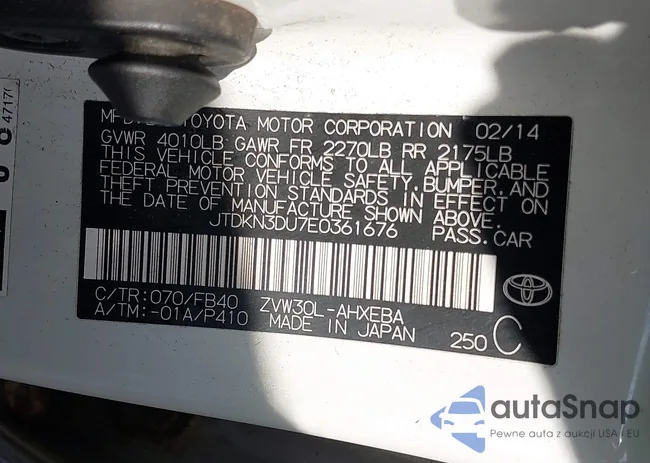 TOYOTA MOTOR CORPORATION 02/14
GVWR 4010LB GAWR FR 2270LB RR 2175LB
THIS VEHICLE CONFORMS TO ALL APPLICABLE
FEDERAL MOTOR VEHICLE SAFETY, BUMPER, AND
THEFT PREVENTION STANDARDS IN EFFECT ON
THE DATE OF MANUFACTURE SHOWN ABOVE.
JTDKN3DU7E0361676 PASS.CAR
C/TR:070/FB40 ZVW30L-AHXEBA
A/TM:-01A/P410 MADE IN JAPAN
250 C
autoSnap
Pewne auta z aukcji USA i EU